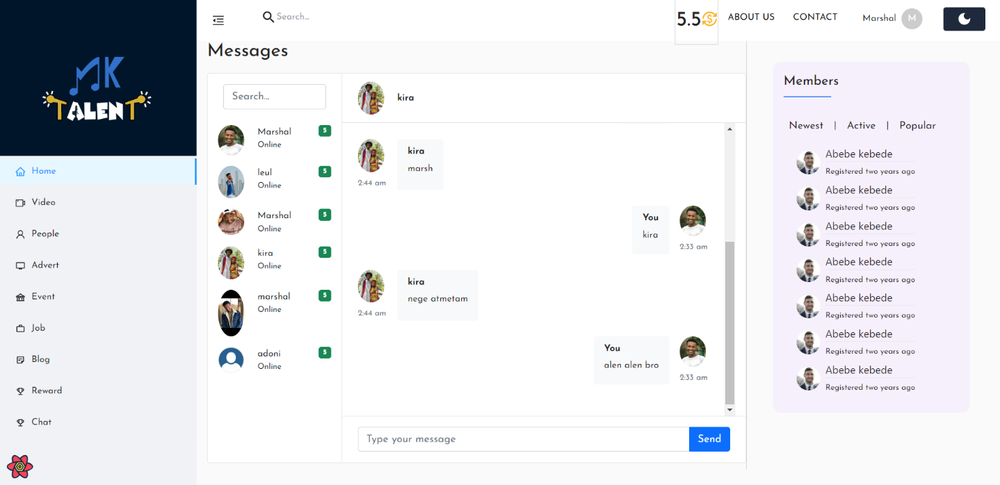 MK
TALENT
Home
Video
People
Advert
Event
Job
Blog
Reward
Chat
Search...
5.5
ABOUT US
CONTACT
Marshal
M
Messages
Search...
Marshal
5
Online
leul
5
Online
Marshal
5
Online
kira
5
Online
marshal
5
Online
adoni
5
Online
kira
kira
marsh
2:44 am
You
kira
2:33 am
kira
nege atmetam
2:44 am
You
alen alen bro
2:33 am
Type your message
Send
Members
Newest | Active | Popular
Abebe kebede
Registered two years ago
Abebe kebede
Registered two years ago
Abebe kebede
Registered two years ago
Abebe kebede
Registered two years ago
Abebe kebede
Registered two years ago
Abebe kebede
Registered two years ago
Abebe kebede
Registered two years ago